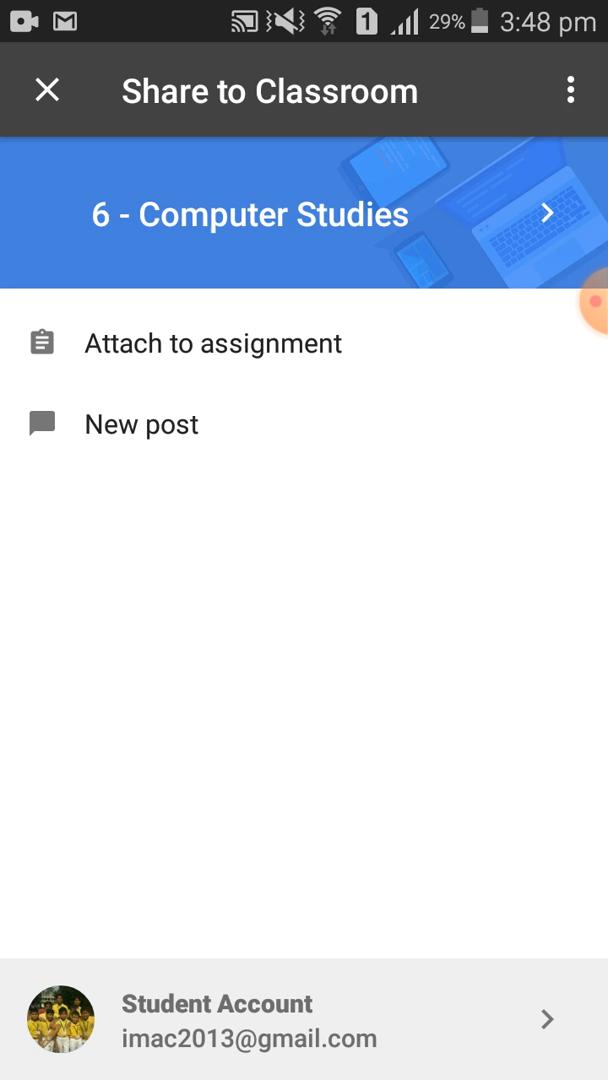 1 29% 3:48 pm
Share to Classroom
6 - Computer Studies
Attach to assignment
New post
Student Account
imac2013@gmail.com